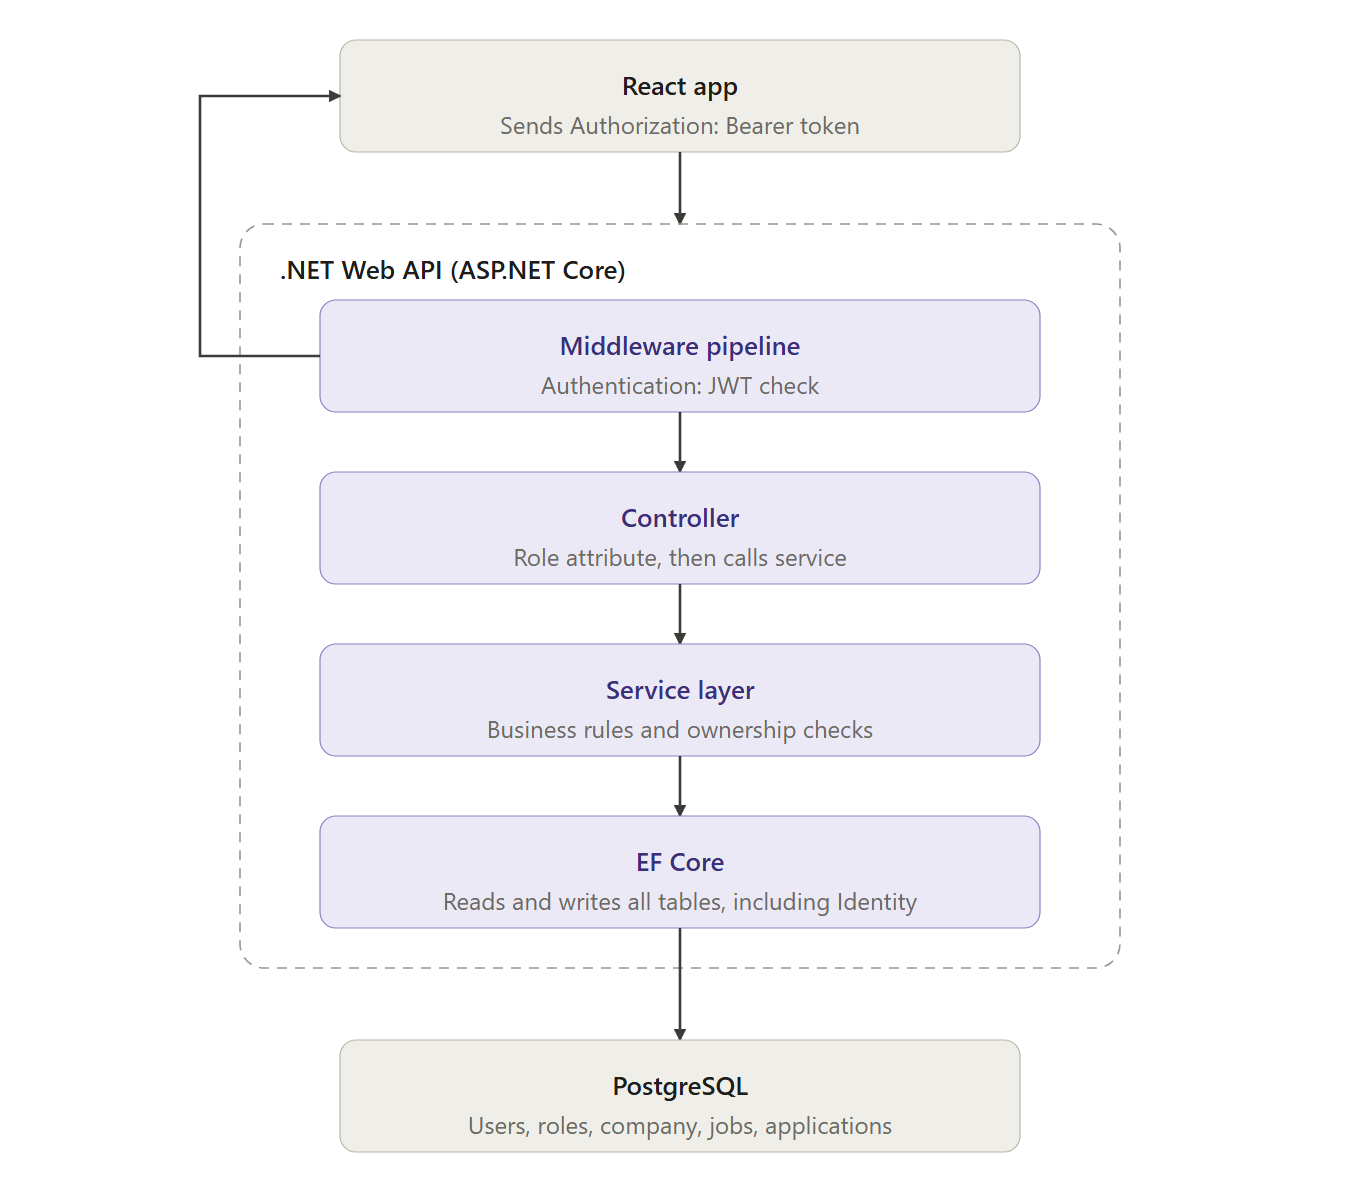 React app
Sends Authorization: Bearer token
.NET Web API (ASP.NET Core)
Middleware pipeline
Authentication: JWT check
Controller
Role attribute, then calls service
Service layer
Business rules and ownership checks
EF Core
Reads and writes all tables, including Identity
PostgreSQL
Users, roles, company, jobs, applications